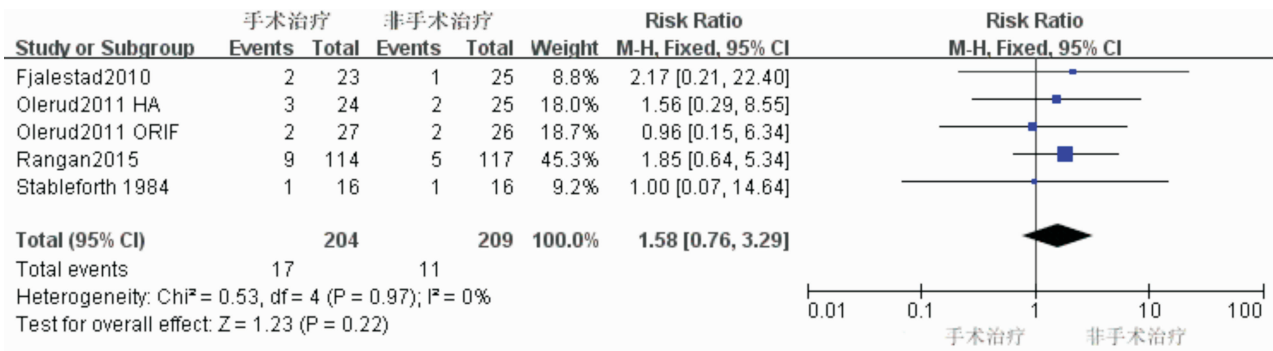 手术治疗 非手术治疗 Risk Ratio Risk Ratio
Study or Subgroup Events Total Events Total Weight M-H, Fixed, 95% CI M-H, Fixed, 95% CI
Fjalestad2010 2 23 1 25 8.8% 2.17 [0.21, 22.40]
Olerud2011 HA 3 24 2 25 18.0% 1.56 [0.29, 8.55]
Olerud2011 ORIF 2 27 2 26 18.7% 0.96 [0.15, 6.34]
Rangan2015 9 114 5 117 45.3% 1.85 [0.64, 5.34]
Stableforth 1984 1 16 1 16 9.2% 1.00 [0.07, 14.64]
Total (95% CI) 204 209 100.0% 1.58 [0.76, 3.29]
Total events 17 11
Heterogeneity: Chi² = 0.53, df = 4 (P = 0.97); I² = 0%
Test for overall effect: Z = 1.23 (P = 0.22)
0.01 0.1 1 10 100
手术治疗 非手术治疗